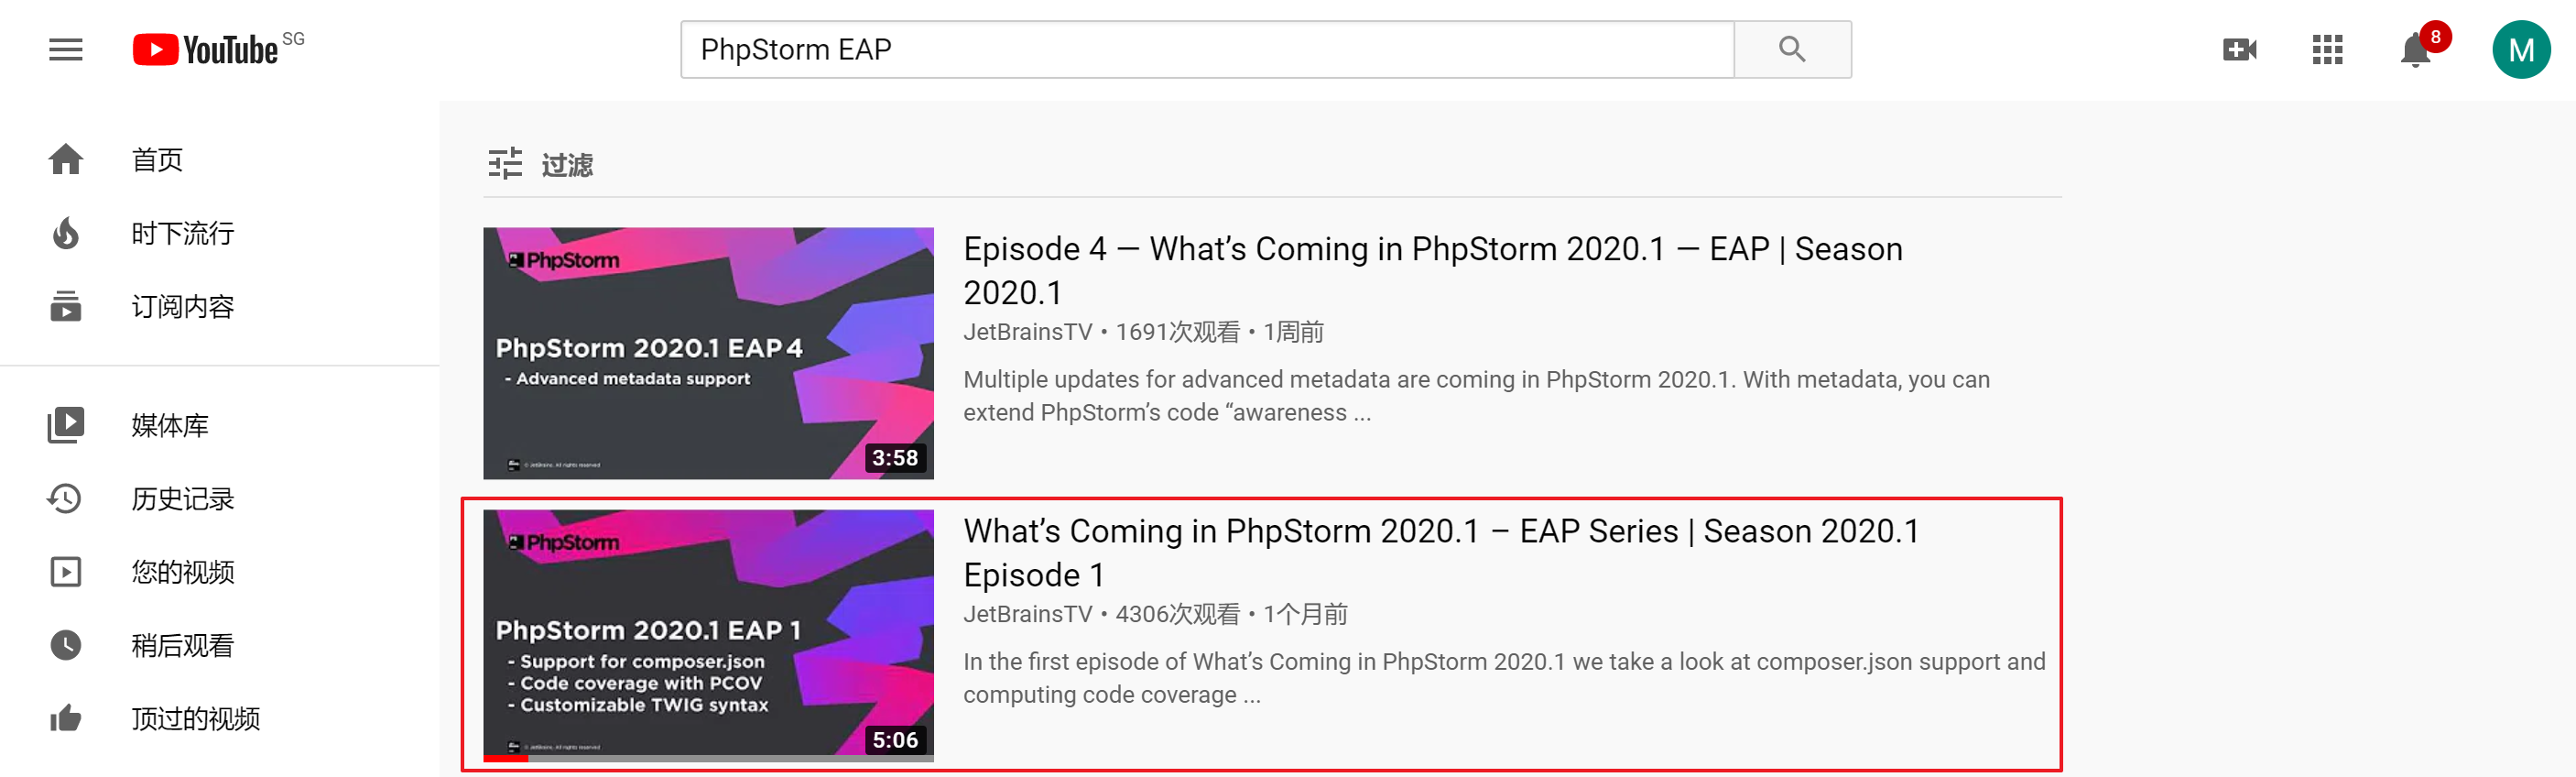 YouTube SG
PhpStorm EAP
8
M
首页
时下流行
订阅内容
媒体库
历史记录
您的视频
稍后观看
顶过的视频
过滤
PhpStorm
PhpStorm 2020.1 EAP 4
- Advanced metadata support
© JetBrains. All rights reserved
3:58
Episode 4 — What’s Coming in PhpStorm 2020.1 — EAP | Season
2020.1
JetBrainsTV • 1691次观看 • 1周前
Multiple updates for advanced metadata are coming in PhpStorm 2020.1. With metadata, you can
extend PhpStorm’s code “awareness ...
PhpStorm
PhpStorm 2020.1 EAP 1
- Support for composer.json
- Code coverage with PCOV
- Customizable TWIG syntax
© JetBrains. All rights reserved
5:06
What’s Coming in PhpStorm 2020.1 – EAP Series | Season 2020.1
Episode 1
JetBrainsTV • 4306次观看 • 1个月前
In the first episode of What’s Coming in PhpStorm 2020.1 we take a look at composer.json support and
computing code coverage ...